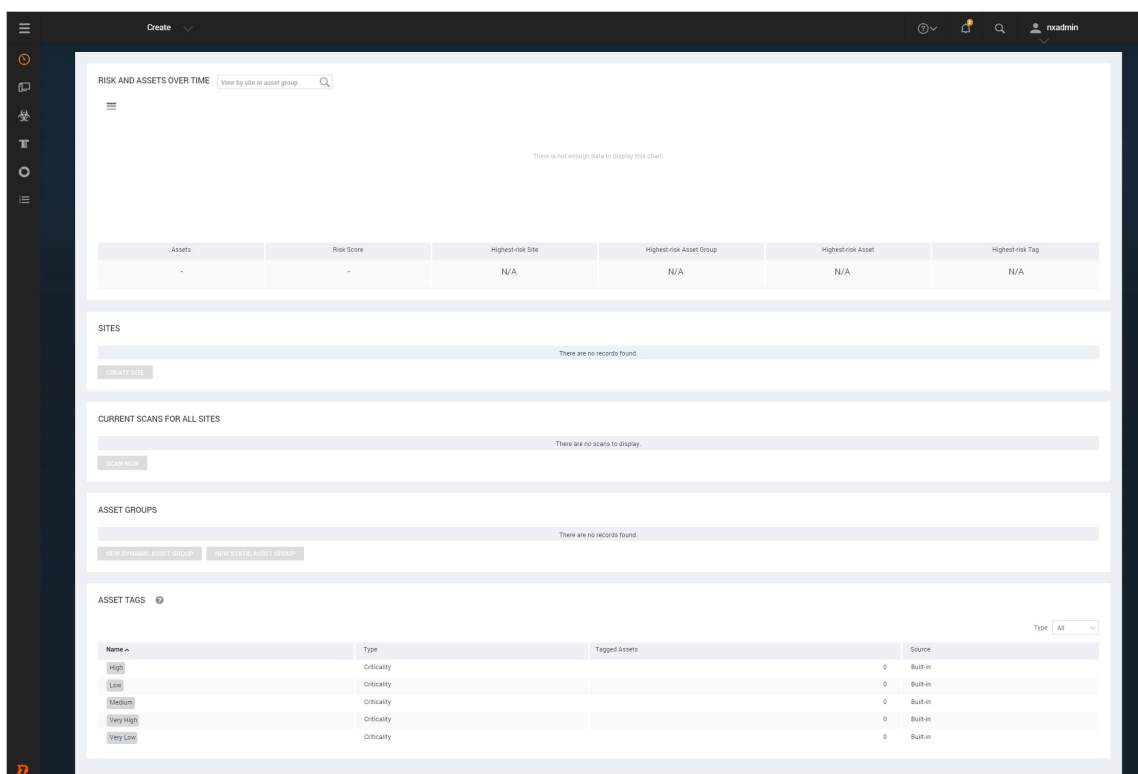 Create
2
nxadmin
RISK AND ASSETS OVER TIME View by site or asset group
There is not enough data to display this chart.
Assets Risk Score Highest-risk Site Highest-risk Asset Group Highest-risk Asset Highest-risk Tag
- - N/A N/A N/A N/A
SITES
There are no records found.
CREATE SITE
CURRENT SCANS FOR ALL SITES
There are no scans to display.
SCAN NOW
ASSET GROUPS
There are no records found.
NEW DYNAMIC ASSET GROUP NEW STATIC ASSET GROUP
ASSET TAGS ?
Type All
Name Type Tagged Assets Source
High Criticality 0 Built-in
Low Criticality 0 Built-in
Medium Criticality 0 Built-in
Very High Criticality 0 Built-in
Very Low Criticality 0 Built-in